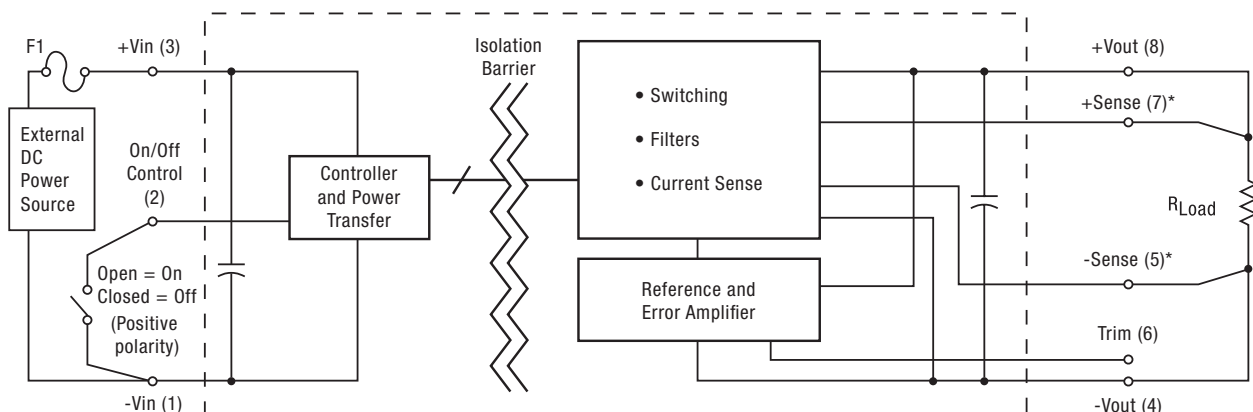 F1
+Vin (3)
External
DC
Power
Source
On/Off
Control
(2)
Open = On
Closed = Off
(Positive
polarity)
-Vin (1)
Controller
and Power
Transfer
Isolation
Barrier
• Switching
• Filters
• Current Sense
Reference and
Error Amplifier
+Vout (8)
+Sense (7)*
RLoad
-Sense (5)*
Trim (6)
-Vout (4)